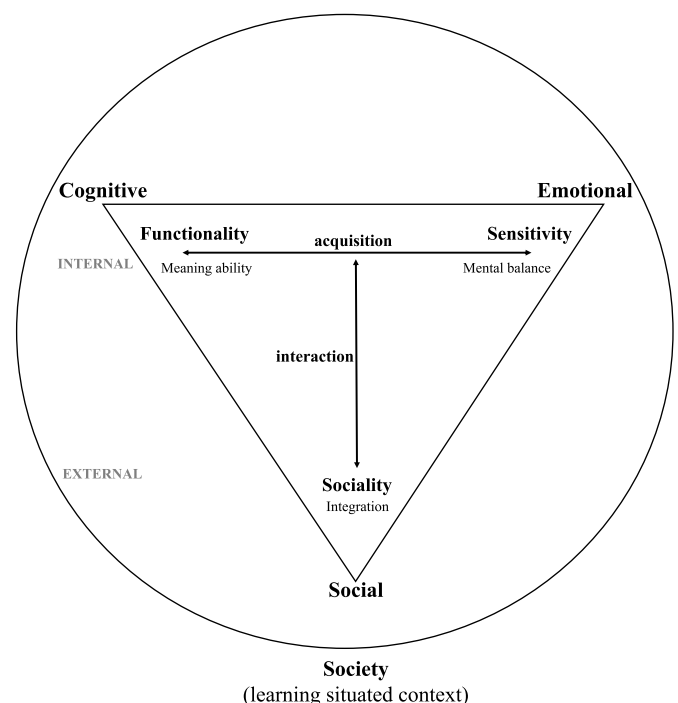 Cognitive
Emotional
Functionality
acquisition
Sensitivity
INTERNAL
Meaning ability
Mental balance
interaction
EXTERNAL
Sociality
Integration
Social
Society
(learning situated context)